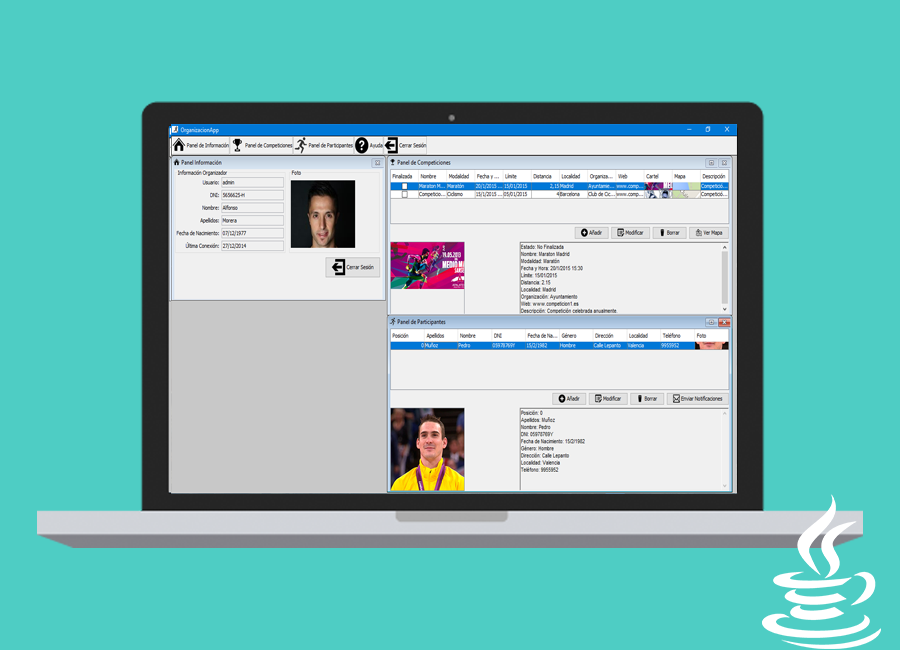 OrganizacionApp
Panel de Información Panel de Competiciones Panel de Participantes Ayuda Cerrar Sesión
Panel Información
Información Organizador
Usuario: admin
DNI: 5656625-H
Nombre: Alfonso
Apellidos: Morera
Fecha de Nacimiento: 07/12/1977
Última Conexión: 27/12/2014
Foto
Cerrar Sesión
Panel de Competiciones
Finalizada Nombre Modalidad Fecha y ... Límite Distancia Localidad Organiza... Web Cartel Mapa Descripción
Maraton M... Maratón 20/1/2015 ... 15/01/2015 2,15 Madrid Ayuntamie... www.comp... Competició...
Competicio... Ciclismo 15/1/2015 ... 05/01/2015 4 Barcelona Club de Cic... www.comp... Competició...
Añadir Modificar Borrar Ver Mapa
19.05.2013
MEDIO M
Estado: No Finalizada
Nombre: Maraton Madrid
Modalidad: Maratón
Fecha y Hora: 20/1/2015 15:30
Límite: 15/01/2015
Distancia: 2.15
Localidad: Madrid
Organización: Ayuntamiento
Web: www.competicion1.es
Descripción: Competición celebrada anualmente.
Panel de Participantes
Posición Apellidos Nombre DNI Fecha de Na... Género Dirección Localidad Teléfono Foto
0 Muñoz Pedro 05978769Y 15/2/1982 Hombre Calle Lepanto Valencia 9955952
Añadir Modificar Borrar Enviar Notificaciones
Posición: 0
Apellidos: Muñoz
Nombre: Pedro
DNI: 05978769Y
Fecha de Nacimiento: 15/2/1982
Género: Hombre
Dirección: Calle Lepanto
Localidad: Valencia
Teléfono: 9955952